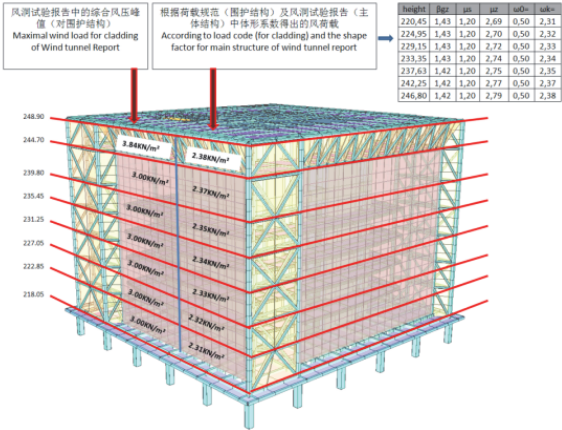 风洞试验报告中的综合风压峰
值（对围护结构）
Maximal wind load for cladding
of Wind tunnel Report
根据荷载规范（围护结构）及风洞试验报告（主
体结构）中体形系数得出的风荷载
According to load code (for cladding) and the shape
factor for main structure of wind tunnel report
height βgz μs μz ω0= ωk=
220,45 1,43 1,20 2,69 0,50 2,31
224,95 1,43 1,20 2,70 0,50 2,32
229,15 1,43 1,20 2,72 0,50 2,33
233,35 1,43 1,20 2,74 0,50 2,34
237,63 1,42 1,20 2,75 0,50 2,35
242,25 1,42 1,20 2,77 0,50 2,37
246,80 1,42 1,20 2,79 0,50 2,38
248.90
244.70
3.84KN/m² 2.38KN/m²
239.80
3.00KN/m² 2.37KN/m²
235.45
3.00KN/m² 2.35KN/m²
231.25
3.00KN/m² 2.34KN/m²
227.05
3.00KN/m² 2.33KN/m²
222.85
3.00KN/m² 2.32KN/m²
218.05
3.00KN/m² 2.31KN/m²